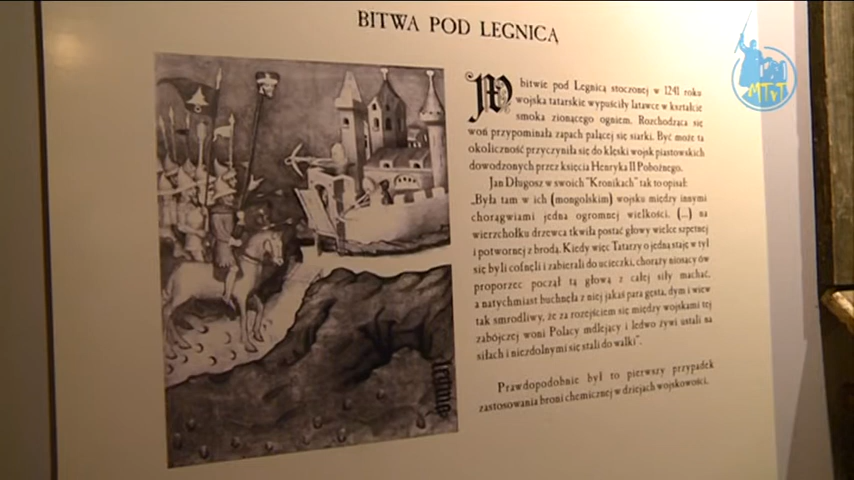 BITWA POD LEGNICĄ
MTvT
W bitwie pod Legnicą stoczonej w 1241 roku
wojska tatarskie wypuściły latawce w kształcie
smoka zionącego ogniem. Rozchodząca się
woń przypominała zapach palącej się siarki. Być może ta
okoliczność przyczyniła się do klęski wojsk piastowskich
dowodzonych przez księcia Henryka II Pobożnego.
Jan Długosz w swoich "Kronikach" tak to opisał:
„Była tam w ich (mongolskim) wojsku między innymi
chorągwiami jedna ogromnej wielkości. (...) na
wierzchołku drzewca tkwiła postać głowy wielce szpetnej
i potwornej z brodą. Kiedy więc Tatarzy o jedna staję w tył
się byli cofnęli i zabierali do ucieczki, chorąży niosący ów
proporzec począł tą głową z całej siły machać,
a natychmiast buchnęła z niej jakaś para gęsta, dym i wiew
tak smrodliwy, że za rozejściem się między wojskami tej
zabójczej woni Polacy mdlejący i ledwo żywi ustali na
siłach i niezdolnymi się stali do walki".
Prawdopodobnie był to pierwszy przypadek
zastosowania broni chemicznej w dziejach wojskowości.